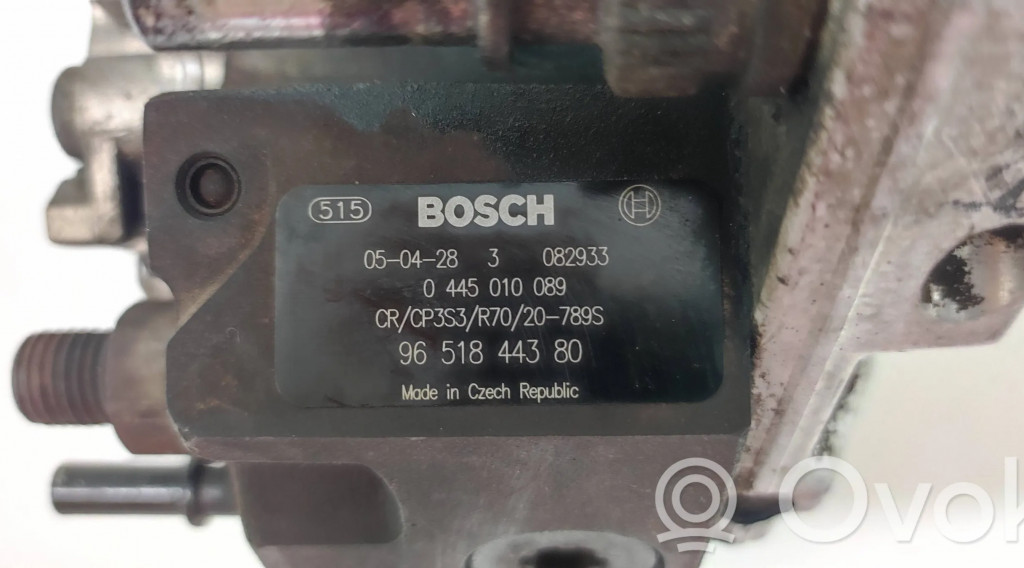 515 BOSCH
05-04-28 3 082933
0 445 010 089
CR/CP3S3/R70/20-789S
96 518 443 80
Made in Czech Republic
Ovok